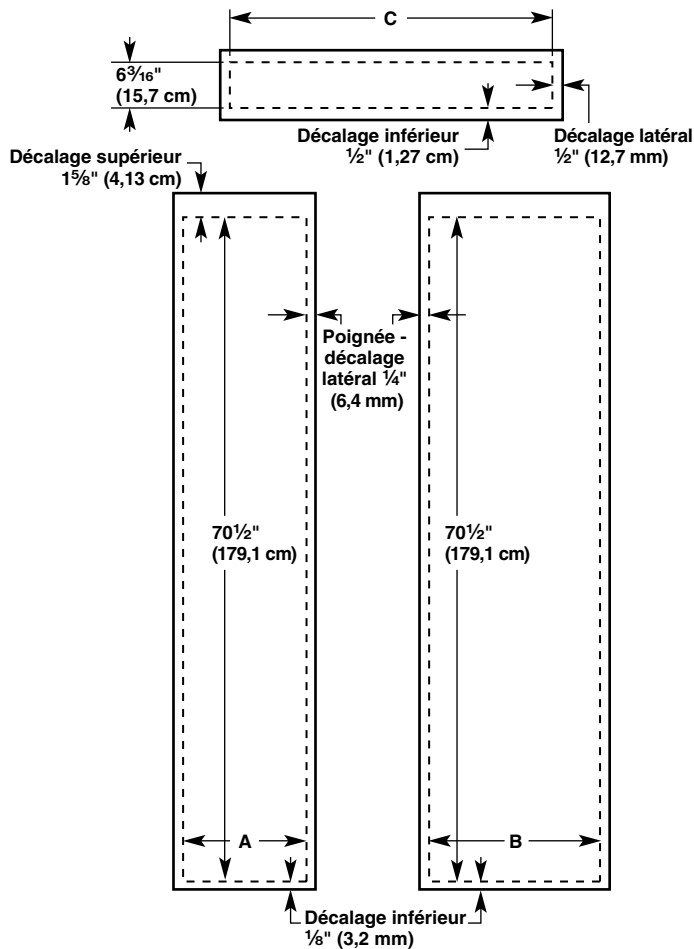 C
6³⁄₁₆"
(15,7 cm)
Décalage inférieur
½" (1,27 cm)
Décalage latéral
½" (12,7 mm)
Décalage supérieur
1⁵⁄₈" (4,13 cm)
Poignée -
décalage
latéral ¼"
(6,4 mm)
70½"
(179,1 cm)
70½"
(179,1 cm)
A
B
Décalage inférieur
⅛" (3,2 mm)